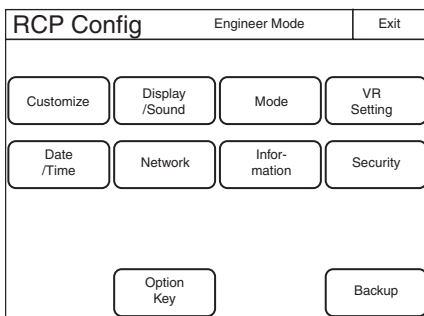 RCP Config Engineer Mode Exit
Customize
Display
/Sound
Mode
VR
Setting
Date
/Time
Network
Infor-
mation
Security
Option
Key
Backup